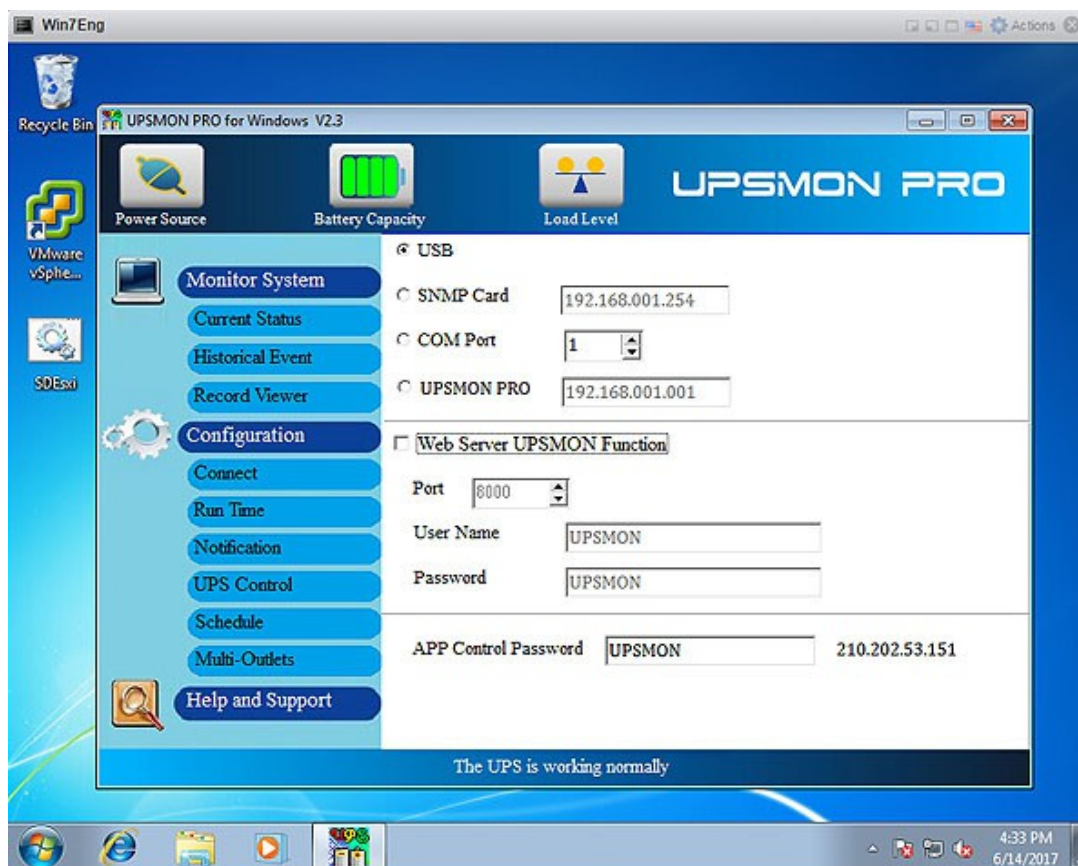 Win7Eng
Actions
Recycle Bin
UPSMON PRO for Windows V2.3
Power Source
Battery Capacity
Load Level
UPSMON PRO
VMware
vSphe...
SDEsxi
Monitor System
Current Status
Historical Event
Record Viewer
Configuration
Connect
Run Time
Notification
UPS Control
Schedule
Multi-Outlets
Help and Support
USB
SNMP Card 192.168.001.254
COM Port 1
UPSMON PRO 192.168.001.001
Web Server UPSMON Function
Port 8000
User Name UPSMON
Password UPSMON
APP Control Password UPSMON 210.202.53.151
The UPS is working normally
4:33 PM
6/14/2017